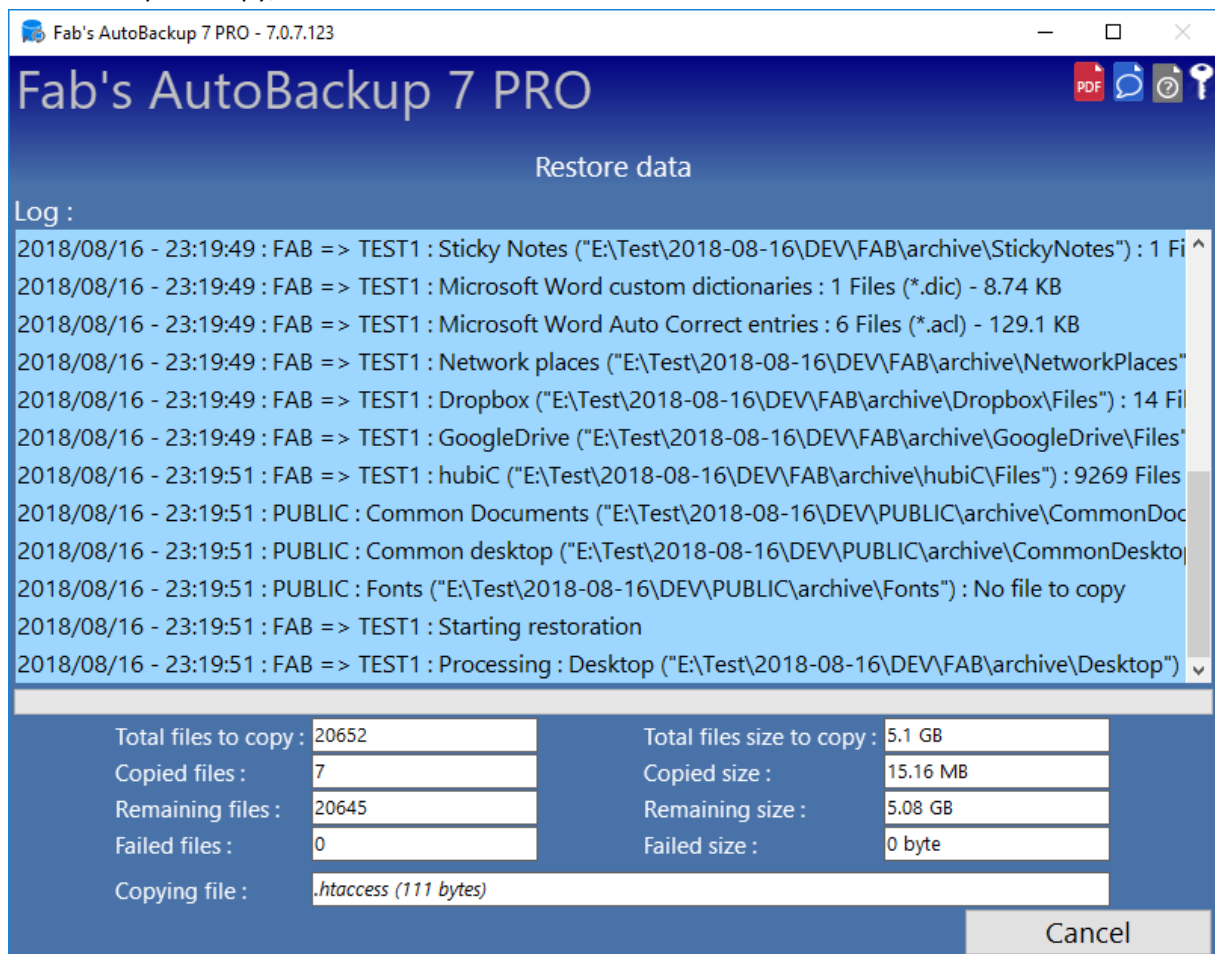 Fab's AutoBackup 7 PRO - 7.0.7.123
Fab's AutoBackup 7 PRO
PDF
Restore data
Log :
2018/08/16 - 23:19:49 : FAB => TEST1 : Sticky Notes ("E:\Test\2018-08-16\DEV\FAB\archive\StickyNotes") : 1 Fi
2018/08/16 - 23:19:49 : FAB => TEST1 : Microsoft Word custom dictionaries : 1 Files (*.dic) - 8.74 KB
2018/08/16 - 23:19:49 : FAB => TEST1 : Microsoft Word Auto Correct entries : 6 Files (*.acl) - 129.1 KB
2018/08/16 - 23:19:49 : FAB => TEST1 : Network places ("E:\Test\2018-08-16\DEV\FAB\archive\NetworkPlaces"
2018/08/16 - 23:19:49 : FAB => TEST1 : Dropbox ("E:\Test\2018-08-16\DEV\FAB\archive\Dropbox\Files") : 14 Fil
2018/08/16 - 23:19:49 : FAB => TEST1 : GoogleDrive ("E:\Test\2018-08-16\DEV\FAB\archive\GoogleDrive\Files"
2018/08/16 - 23:19:51 : FAB => TEST1 : hubiC ("E:\Test\2018-08-16\DEV\FAB\archive\hubiC\Files") : 9269 Files
2018/08/16 - 23:19:51 : PUBLIC : Common Documents ("E:\Test\2018-08-16\DEV\PUBLIC\archive\CommonDoc
2018/08/16 - 23:19:51 : PUBLIC : Common desktop ("E:\Test\2018-08-16\DEV\PUBLIC\archive\CommonDesktop
2018/08/16 - 23:19:51 : PUBLIC : Fonts ("E:\Test\2018-08-16\DEV\PUBLIC\archive\Fonts") : No file to copy
2018/08/16 - 23:19:51 : FAB => TEST1 : Starting restoration
2018/08/16 - 23:19:51 : FAB => TEST1 : Processing : Desktop ("E:\Test\2018-08-16\DEV\FAB\archive\Desktop")
Total files to copy : 20652 Total files size to copy : 5.1 GB
Copied files : 7 Copied size : 15.16 MB
Remaining files : 20645 Remaining size : 5.08 GB
Failed files : 0 Failed size : 0 byte
Copying file : .htaccess (111 bytes)
Cancel